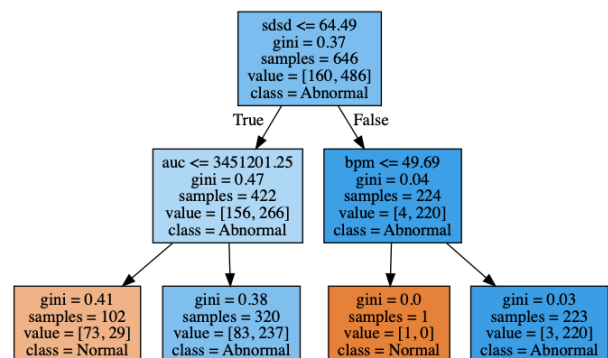 sdsd <= 64.49
gini = 0.37
samples = 646
value = [160, 486]
class = Abnormal
True
False
auc <= 3451201.25
gini = 0.47
samples = 422
value = [156, 266]
class = Abnormal
bpm <= 49.69
gini = 0.04
samples = 224
value = [4, 220]
class = Abnormal
gini = 0.41
samples = 102
value = [73, 29]
class = Normal
gini = 0.38
samples = 320
value = [83, 237]
class = Abnormal
gini = 0.0
samples = 1
value = [1, 0]
class = Normal
gini = 0.03
samples = 223
value = [3, 220]
class = Abnormal